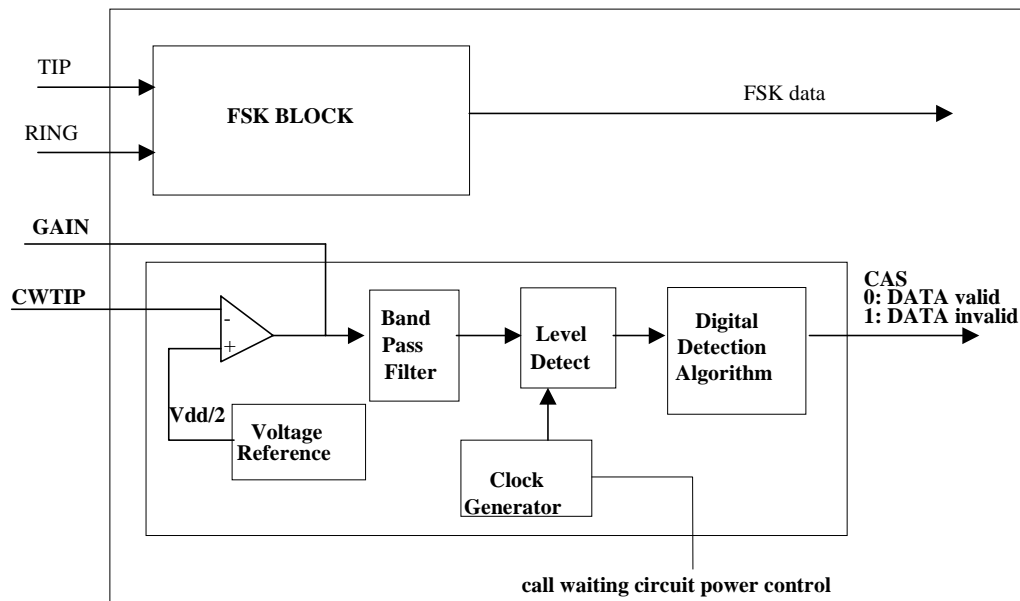 TIP
RING
FSK BLOCK
FSK data
GAIN
CWTIP
-
+
Vdd/2
Voltage
Reference
Band
Pass
Filter
Level
Detect
Digital
Detection
Algorithm
Clock
Generator
CAS
0: DATA valid
1: DATA invalid
call waiting circuit power control